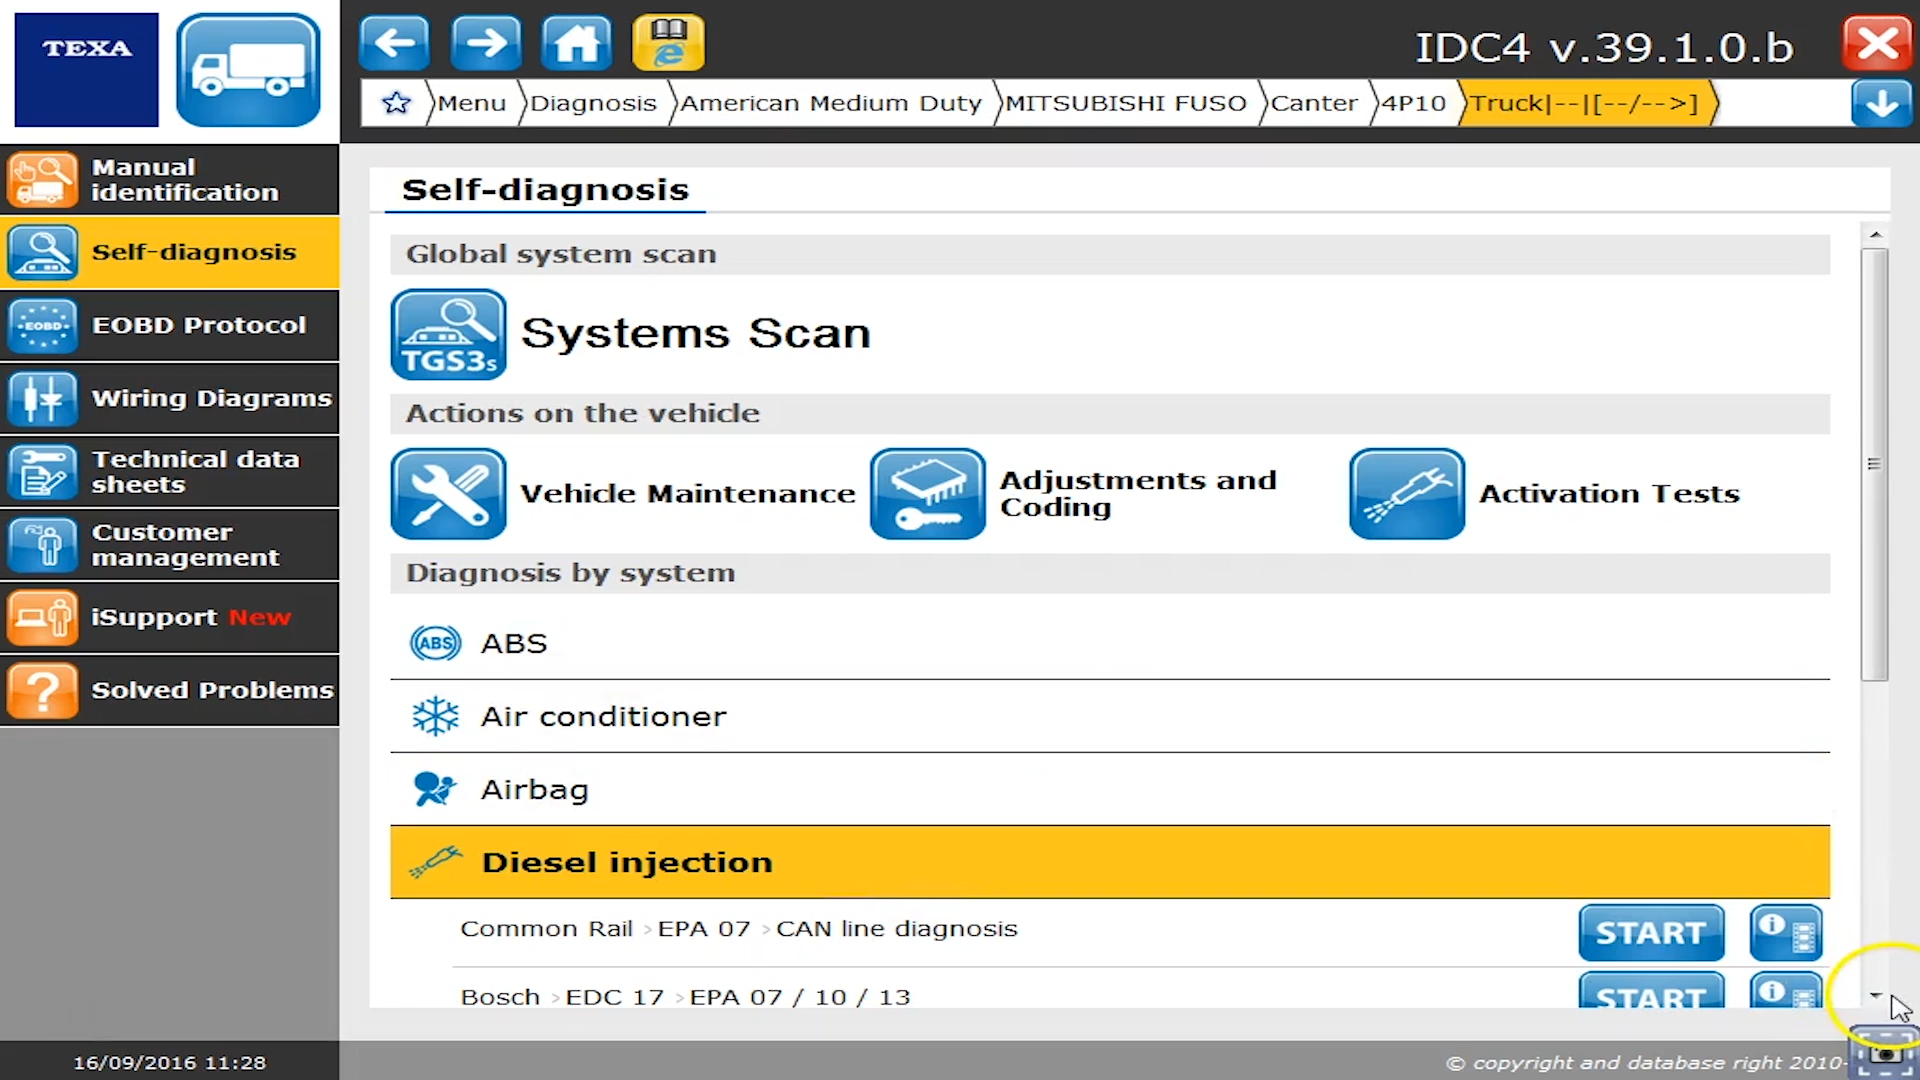 TEXA
IDC4 v.39.1.0.b
Menu Diagnosis American Medium Duty MITSUBISHI FUSO Canter 4P10 Truck|--|[--/-->]
Manual
identification
Self-diagnosis
EOBD
EOBD Protocol
Wiring Diagrams
Technical data
sheets
Customer
management
iSupport New
Solved Problems
Self-diagnosis
Global system scan
TGS3s
Systems Scan
Actions on the vehicle
Vehicle Maintenance
Adjustments and
Coding
Activation Tests
Diagnosis by system
ABS
ABS
Air conditioner
Airbag
Diesel injection
Common Rail > EPA 07 > CAN line diagnosis
START
Bosch > EDC 17 > EPA 07 / 10 / 13
START
16/09/2016 11:28
© copyright and database right 2010-